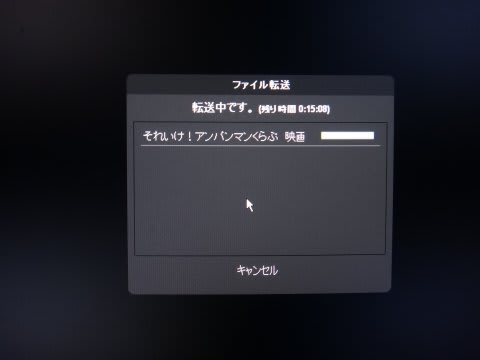 ファイル転送
転送中です。(残り時間 0:15:08)
それいけ！アンパンマンくらぶ 映画
キャンセル